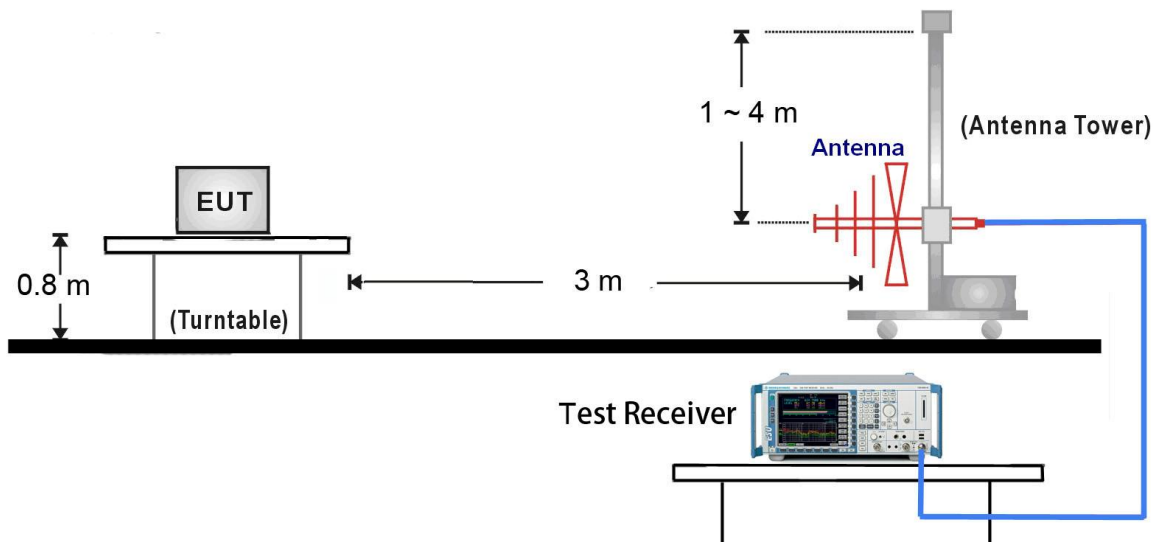 1 ~ 4 m
(Antenna Tower)
Antenna
EUT
0.8 m
3 m
(Turntable)
Test Receiver